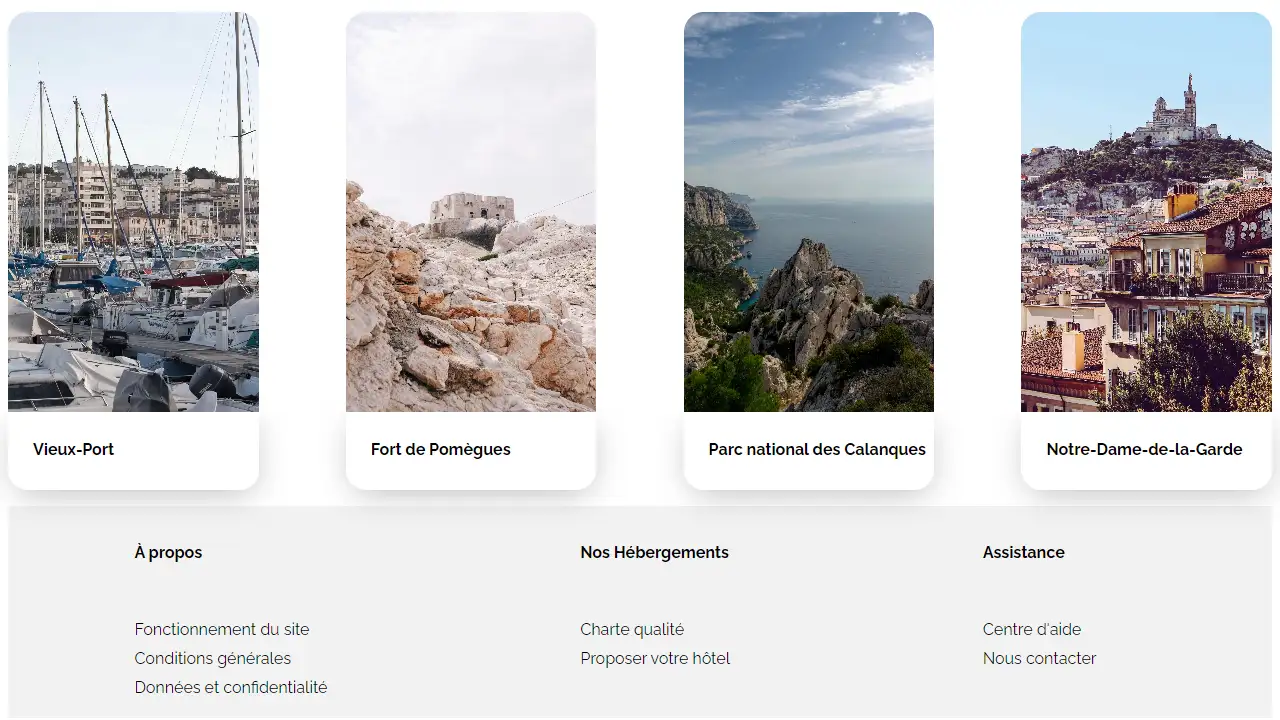 Vieux-Port
Fort de Pomègues
Parc national des Calanques
Notre-Dame-de-la-Garde
À propos
Nos Hébergements
Assistance
Fonctionnement du site
Conditions générales
Données et confidentialité
Charte qualité
Proposer votre hôtel
Centre d'aide
Nous contacter